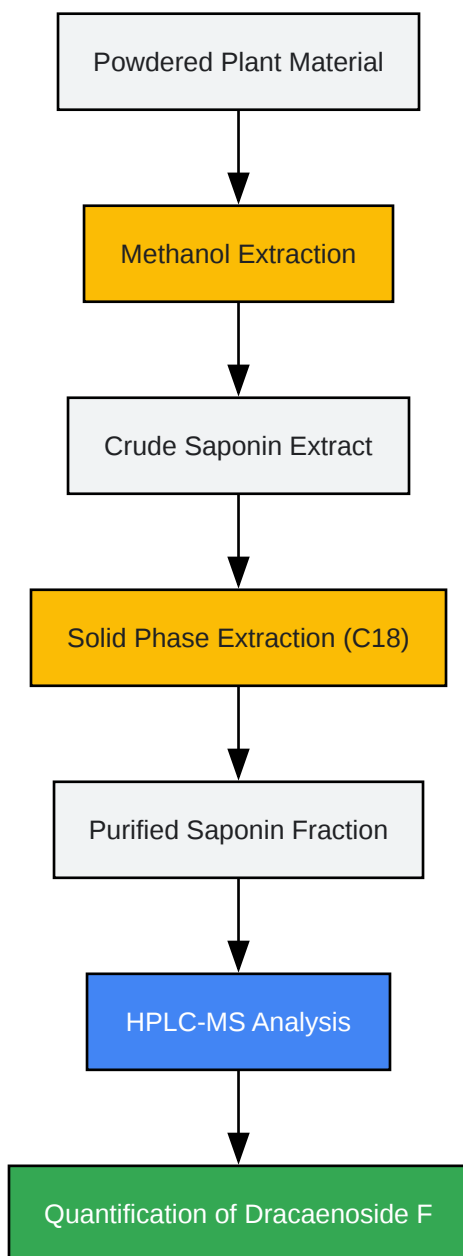 Powdered Plant Material
Methanol Extraction
Crude Saponin Extract
Solid Phase Extraction (C18)
Purified Saponin Fraction
HPLC-MS Analysis
Quantification of Dracaenoside F